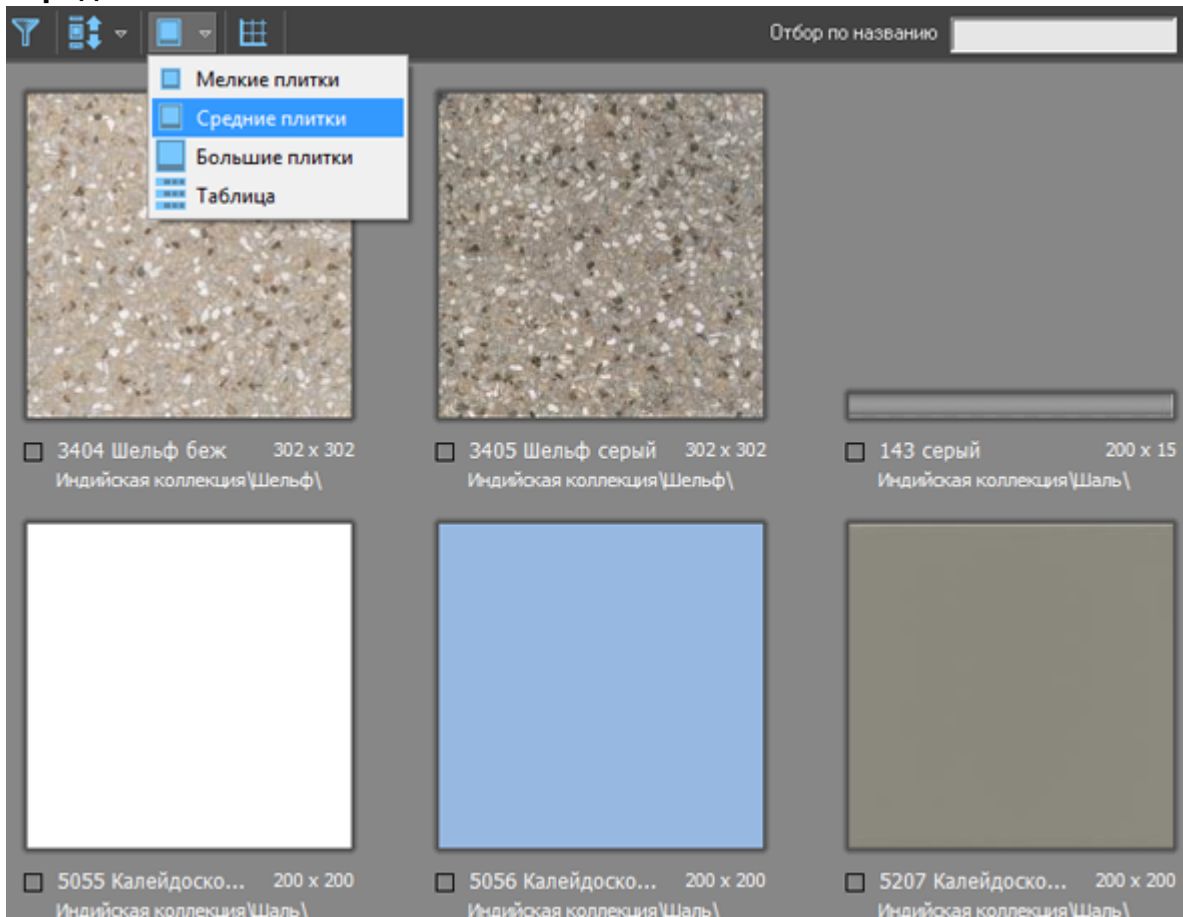 Отбор по названию
Мелкие плитки
Средние плитки
Большие плитки
Таблица
3404 Шельф беж 302 x 302
Индийская коллекция\Шельф\
3405 Шельф серый 302 x 302
Индийская коллекция\Шельф\
143 серый 200 x 15
Индийская коллекция\Шаль\
5055 Калейдоско... 200 x 200
Индийская коллекция\Шаль\
5056 Калейдоско... 200 x 200
Индийская коллекция\Шаль\
5207 Калейдоско... 200 x 200
Индийская коллекция\Шаль\